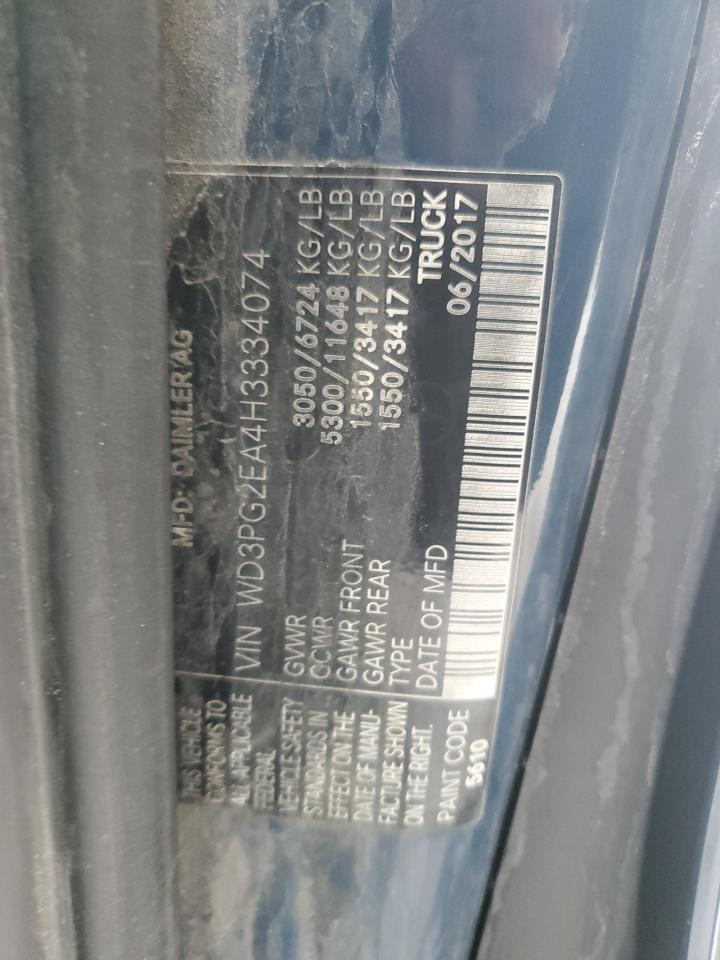 MFD: DAIMLER AG
VIN WD3PG2EA4H3334074
GVWR 3050/6724 KG/LB
GCWR 5300/11648 KG/LB
GAWR FRONT 1550/3417 KG/LB
GAWR REAR 1550/3417 KG/LB
TYPE TRUCK
DATE OF MFD 06/2017
THIS VEHICLE
CONFORMS TO
ALL APPLICABLE
FEDERAL
VEHICLE SAFETY
STANDARDS IN
EFFECT ON THE
DATE OF MANU-
FACTURE SHOWN
ON THE RIGHT.
PAINT CODE
5610